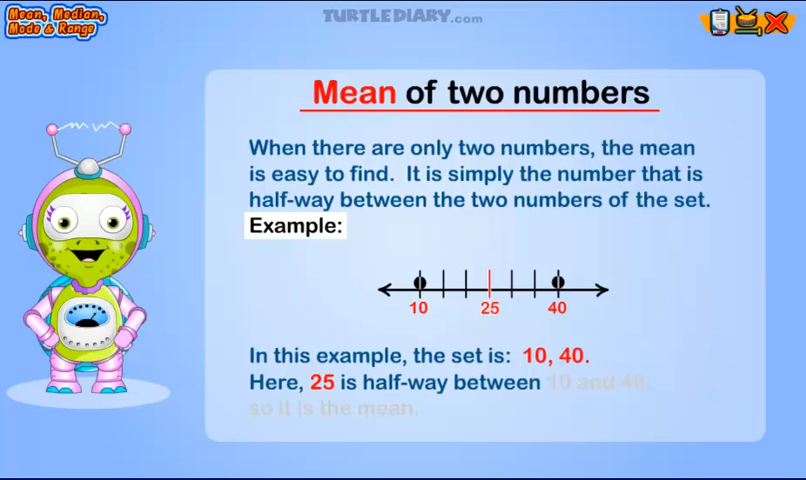 Mean, Median,
Mode & Range
TURTLEDIARY.com
Mean of two numbers
When there are only two numbers, the mean
is easy to find. It is simply the number that is
half-way between the two numbers of the set.
Example:
10 25 40
In this example, the set is: 10, 40.
Here, 25 is half-way between 10 and 40,
so it is the mean.